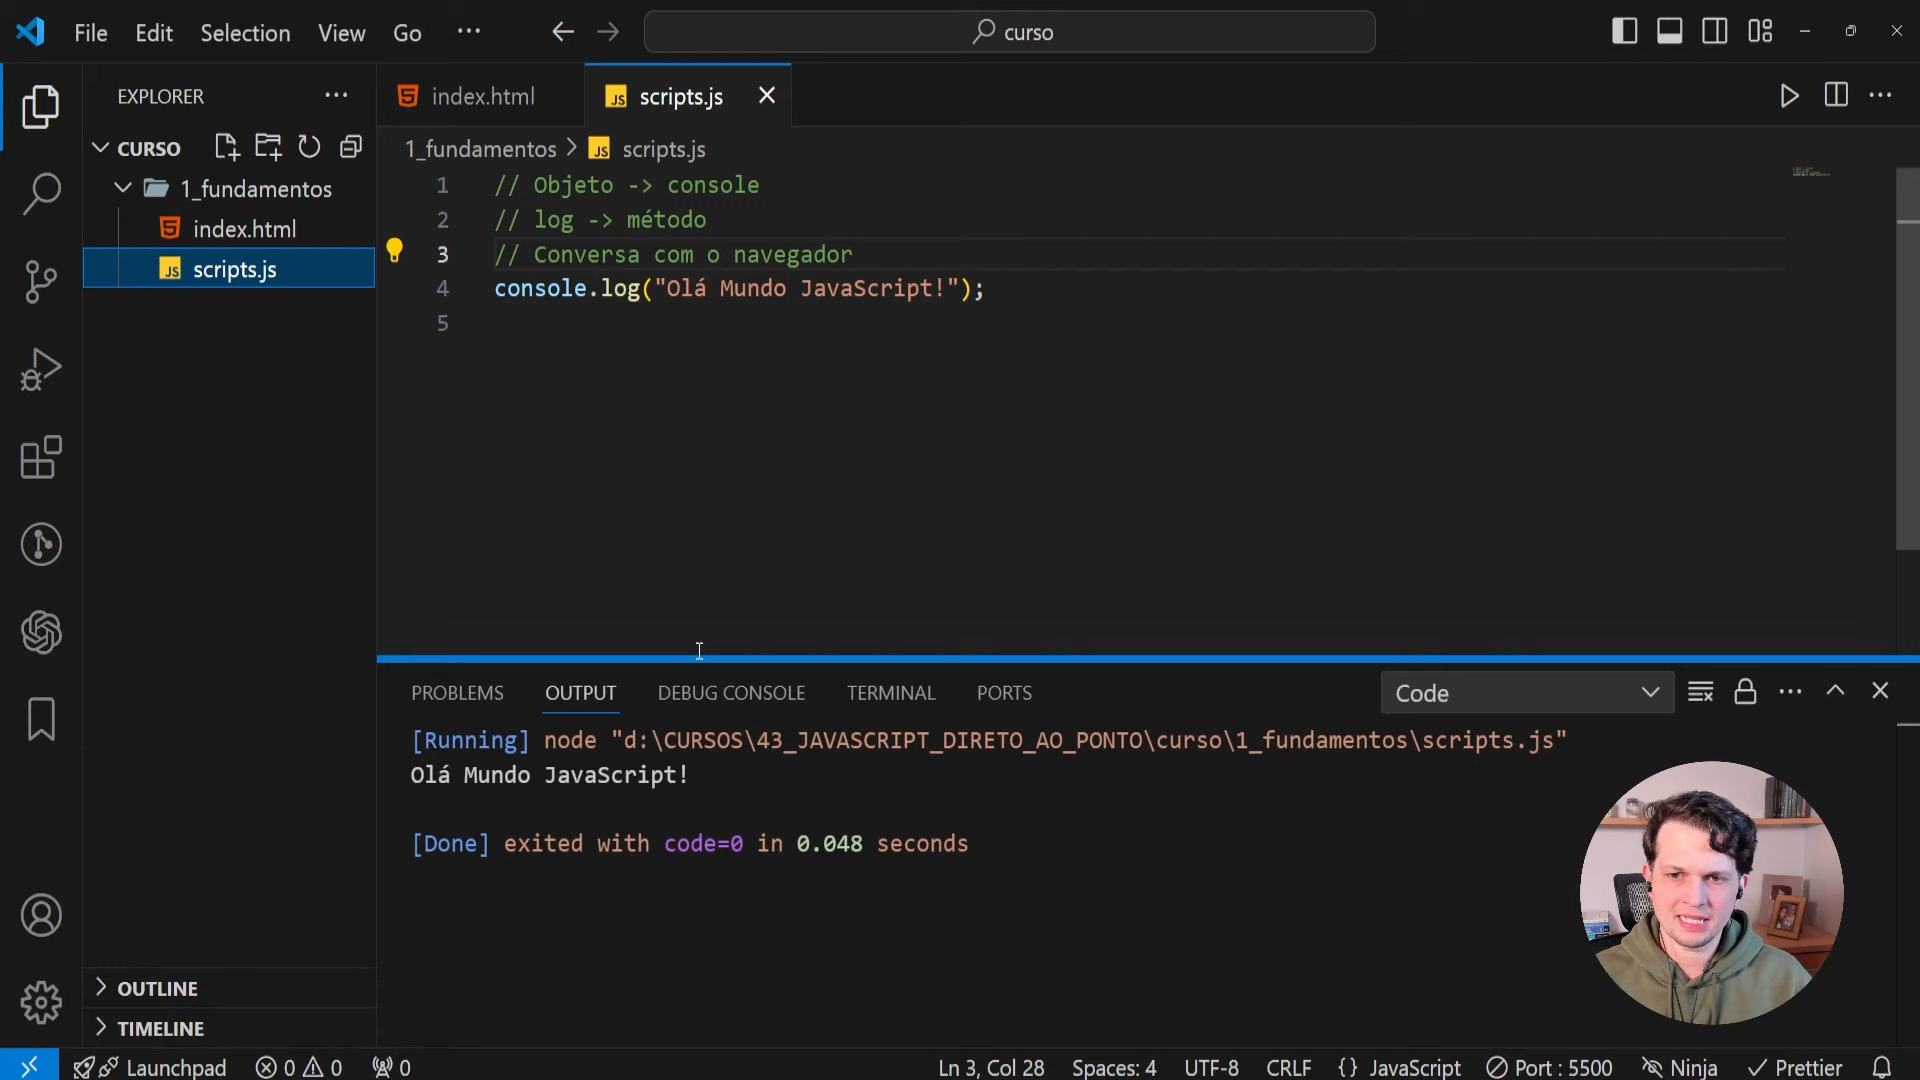 File Edit Selection View Go ··· curso
EXPLORER ···
CURSO
1_fundamentos
index.html
scripts.js
OUTLINE
TIMELINE
index.html
scripts.js
1_fundamentos > scripts.js
1 // Objeto -> console
2 // log -> método
3 // Conversa com o navegador
4 console.log("Olá Mundo JavaScript!");
5
PROBLEMS OUTPUT DEBUG CONSOLE TERMINAL PORTS Code
[Running] node "d:\CURSOS\43_JAVASCRIPT_DIRETO_AO_PONTO\curso\1_fundamentos\scripts.js"
Olá Mundo JavaScript!
[Done] exited with code=0 in 0.048 seconds
Launchpad 0 0 0 Ln 3, Col 28 Spaces: 4 UTF-8 CRLF {} JavaScript Port : 5500 Ninja Prettier